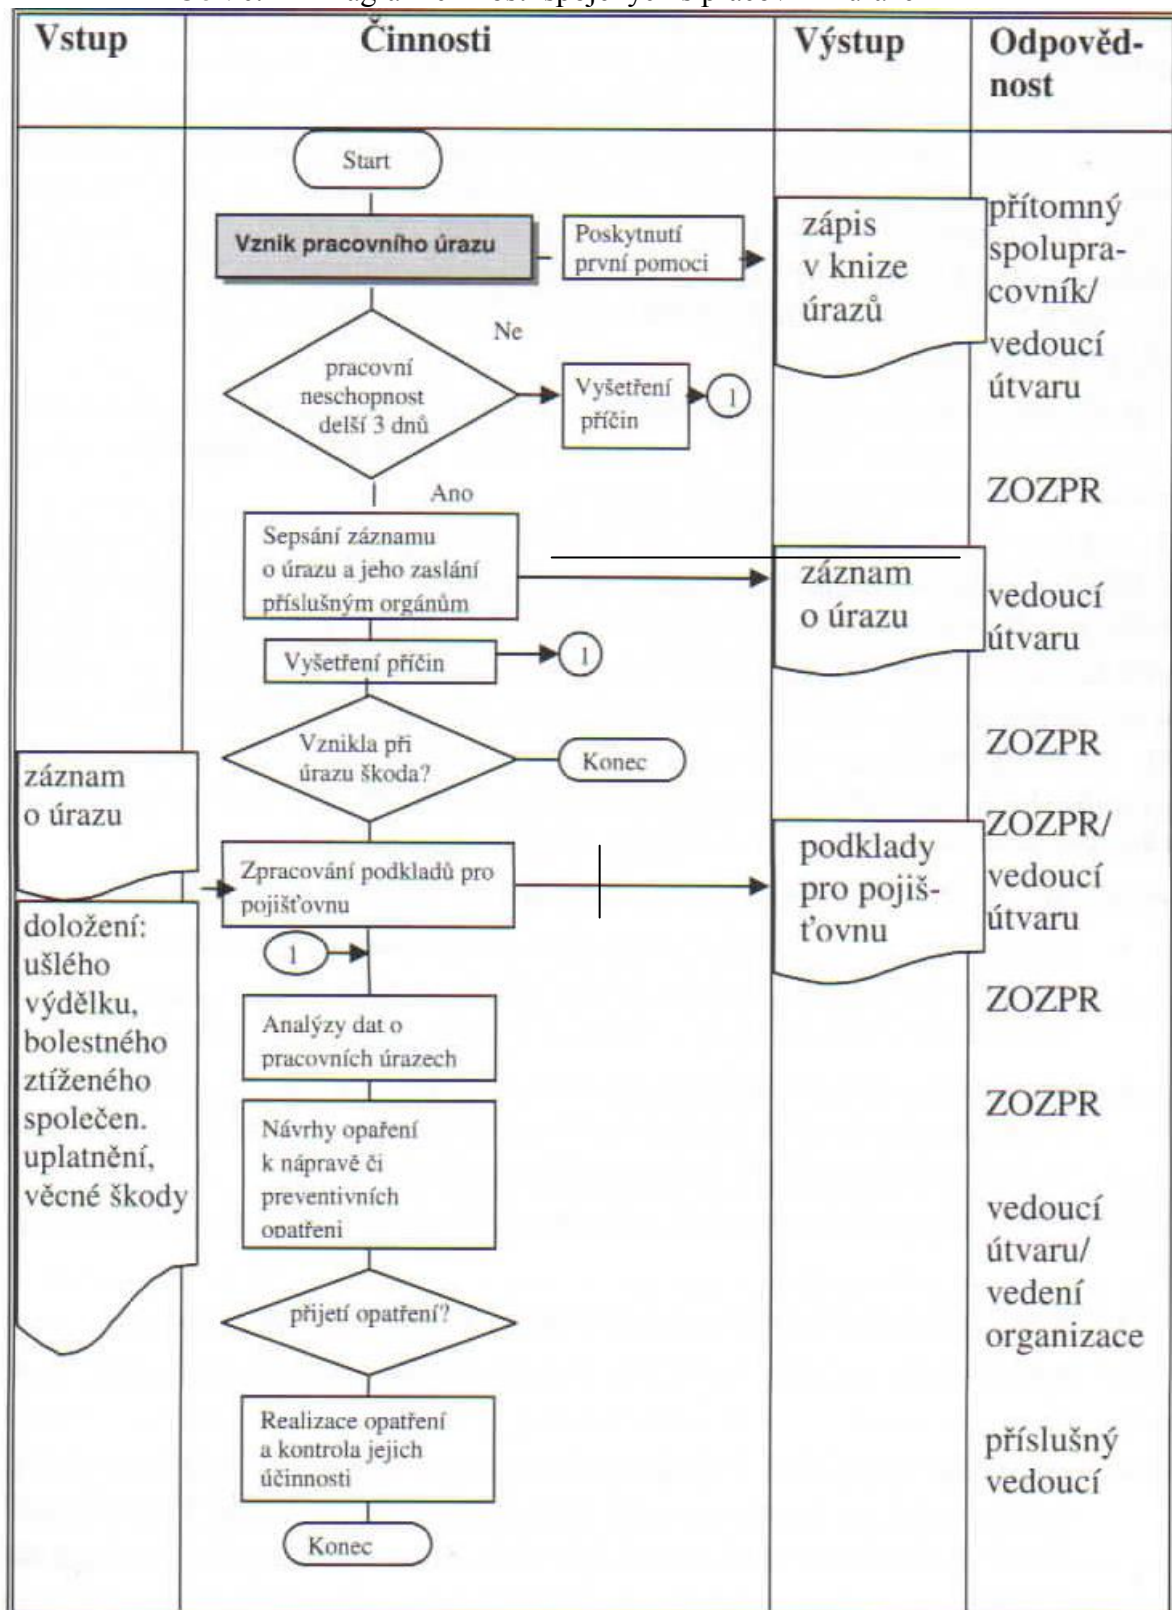 Vstup
Činnosti
Výstup
Odpověd-
nost
Start
Vznik pracovního úrazu
Poskytnutí
první pomoci
zápis
v knize
úrazů
přítomný
spolupra-
covník/
vedoucí
útvaru
Ne
pracovní
neschopnost
delší 3 dnů
Vyšetření
příčin
1
Ano
ZOZPR
Sepsání záznamu
o úrazu a jeho zaslání
příslušným orgánům
záznam
o úrazu
vedoucí
útvaru
Vyšetření příčin
1
Vznikla při
úrazu škoda?
Konec
ZOZPR
záznam
o úrazu
Zpracování podkladů pro
pojišťovnu
podklady
pro pojiš-
ťovnu
ZOZPR/
vedoucí
útvaru
doložení:
ušlého
výdělku,
bolestného
ztíženého
společen.
uplatnění,
věcné škody
1
Analýzy dat o
pracovních úrazech
ZOZPR
Návrhy opaření
k nápravě či
preventivních
opatřeni
ZOZPR
přijetí opatření?
vedoucí
útvaru/
vedení
organizace
Realizace opatření
a kontrola jejich
účinnosti
příslušný
vedoucí
Konec